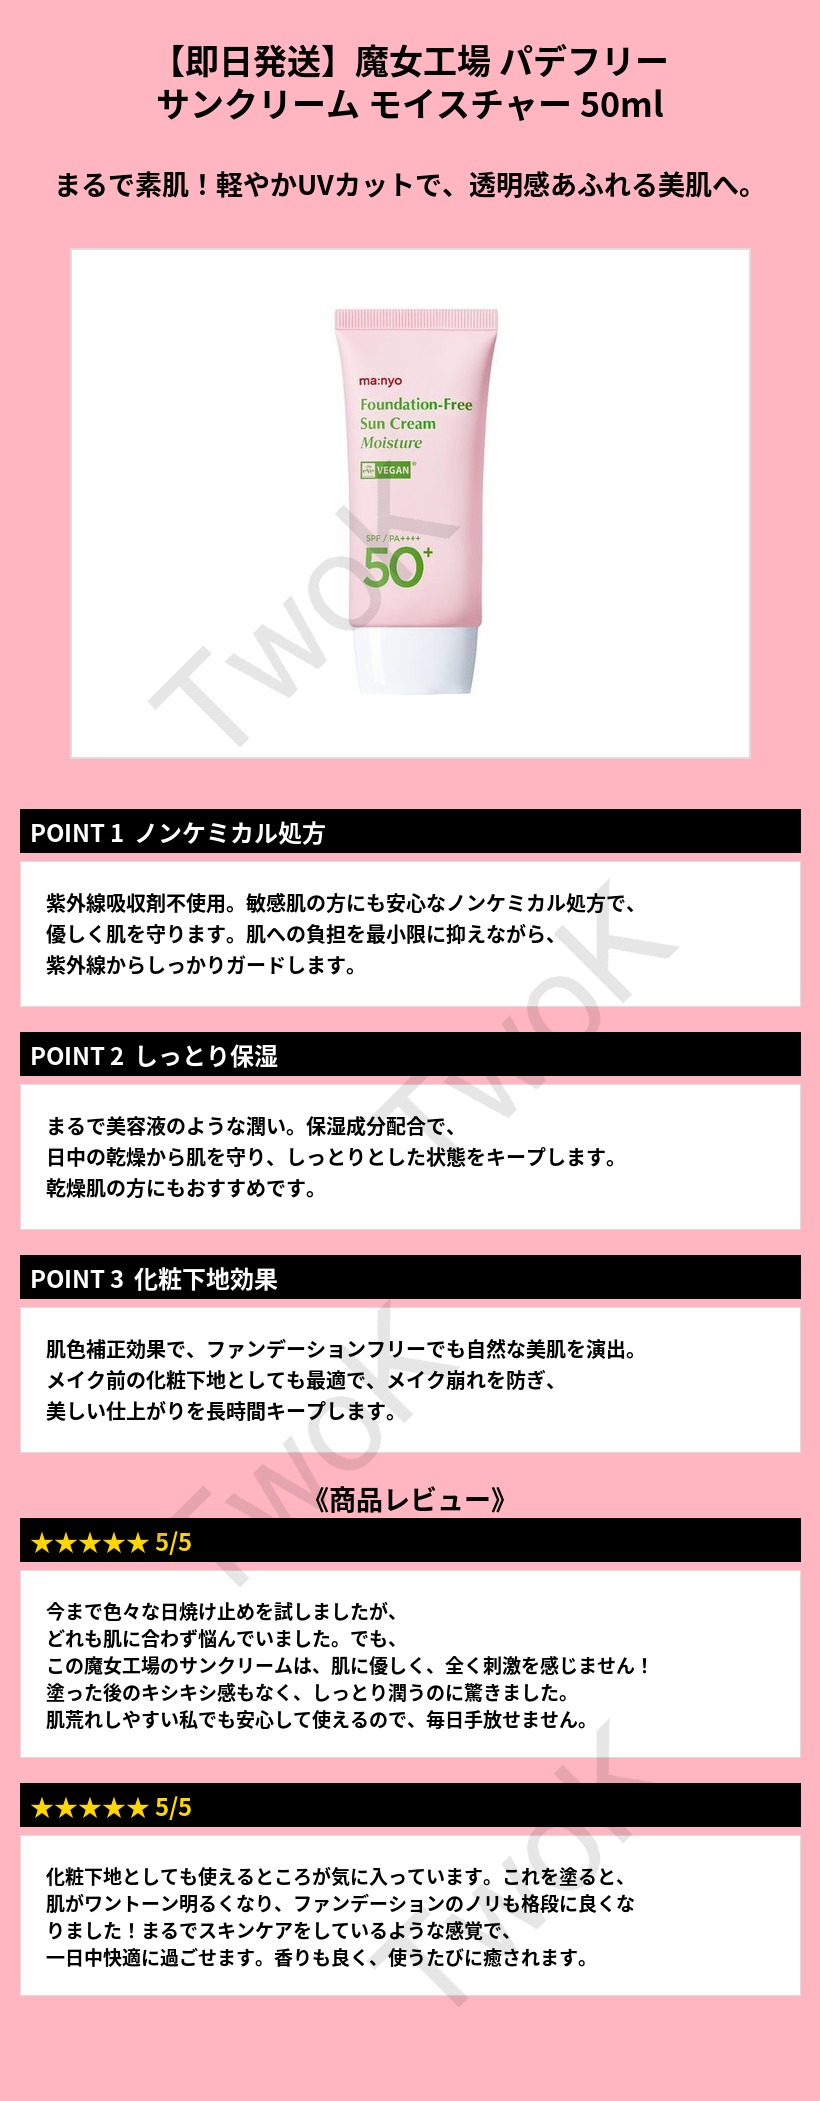 【即日発送】魔女工場 パデフリー
サンクリーム モイスチャー 50ml
まるで素肌！軽やかUVカットで、透明感あふれる美肌へ。
ma:nyo
Foundation-Free
Sun Cream
Moisture
VEGAN
SPF / PA++++
50+
TwoK
POINT 1 ノンケミカル処方
紫外線吸収剤不使用。敏感肌の方にも安心なノンケミカル処方で、
優しく肌を守ります。肌への負担を最小限に抑えながら、
紫外線からしっかりガードします。
TwoK
POINT 2 しっとり保湿
まるで美容液のような潤い。保湿成分配合で、
日中の乾燥から肌を守り、しっとりとした状態をキープします。
乾燥肌の方にもおすすめです。
POINT 3 化粧下地効果
肌色補正効果で、ファンデーションフリーでも自然な美肌を演出。
メイク前の化粧下地としても最適で、メイク崩れを防ぎ、
美しい仕上がりを長時間キープします。
TwoK
《商品レビュー》
★★★★★ 5/5
今まで色々な日焼け止めを試しましたが、
どれも肌に合わず悩んでいました。でも、
この魔女工場のサンクリームは、肌に優しく、全く刺激を感じません！
塗った後のキシキシ感もなく、しっとり潤うのに驚きました。
肌荒れしやすい私でも安心して使えるので、毎日手放せません。
★★★★★ 5/5
化粧下地としても使えるところが気に入っています。これを塗ると、
肌がワントーン明るくなり、ファンデーションのノリも格段に良くな
りました！まるでスキンケアをしているような感覚で、
一日中快適に過ごせます。香りも良く、使うたびに癒されます。
TwoK